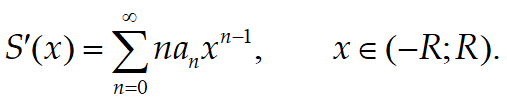 S′(x) = ∑_{n=0}^{∞} na_n x^{n−1}, x ∈ (−R; R).